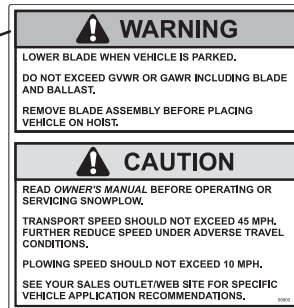 WARNING
LOWER BLADE WHEN VEHICLE IS PARKED.
DO NOT EXCEED GVWR OR GAWR INCLUDING BLADE
AND BALLAST.
REMOVE BLADE ASSEMBLY BEFORE PLACING
VEHICLE ON HOIST.
CAUTION
READ OWNER'S MANUAL BEFORE OPERATING OR
SERVICING SNOWPLOW.
TRANSPORT SPEED SHOULD NOT EXCEED 45 MPH.
FURTHER REDUCE SPEED UNDER ADVERSE TRAVEL
CONDITIONS.
PLOWING SPEED SHOULD NOT EXCEED 10 MPH.
SEE YOUR SALES OUTLET/WEB SITE FOR SPECIFIC
VEHICLE APPLICATION RECOMMENDATIONS.